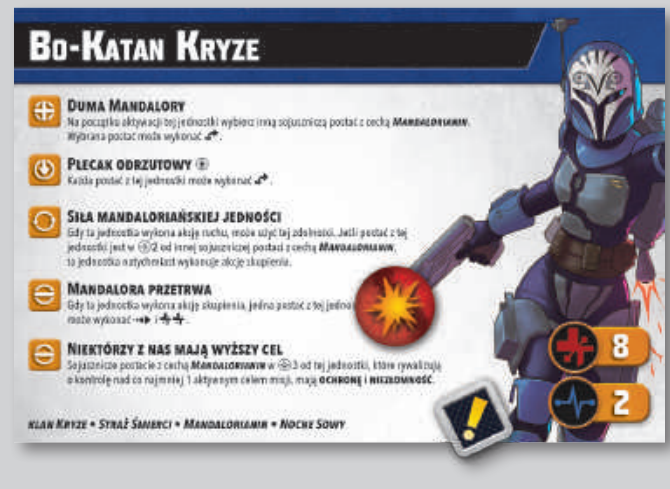 BO-KATAN KRYZE
DUMA MANDALORY
Na początku aktywacji tej jednostki wybierz inną sojuszniczą postać z cechą MANDALORIANIN.
Wybrana postać może wykonać
PLECAK ODRZUTOWY
Każda postać z tej jednostki może wykonać
SIŁA MANDALORIAŃSKIEJ JEDNOŚCI
Gdy ta jednostka wykona akcję ruchu, może użyć tej zdolności. Jeśli postać z tej
jednostki jest w 2 od innej sojuszniczej postaci z cechą MANDALORIANIN,
ta jednostka natychmiast wykonuje akcję skupienia.
MANDALORA PRZETRWA
Gdy ta jednostka wykona akcję skupienia, jedna postać z tej
może wykonać i
NIEKTÓRZY Z NAS MAJĄ WYŻSZY CEL
Sojusznicze postacie z cechą MANDALORIANIN w 3 od tej jednostki, które rywalizują
o kontrolę nad co najmniej 1 aktywnym celem misji, mają OCHRONĘ i NIEZŁOMNOŚĆ.
8
2
KLAN KRYZE • STRAŻ ŚMIERCI • MANDALORIANIN • NOCNE SOWY